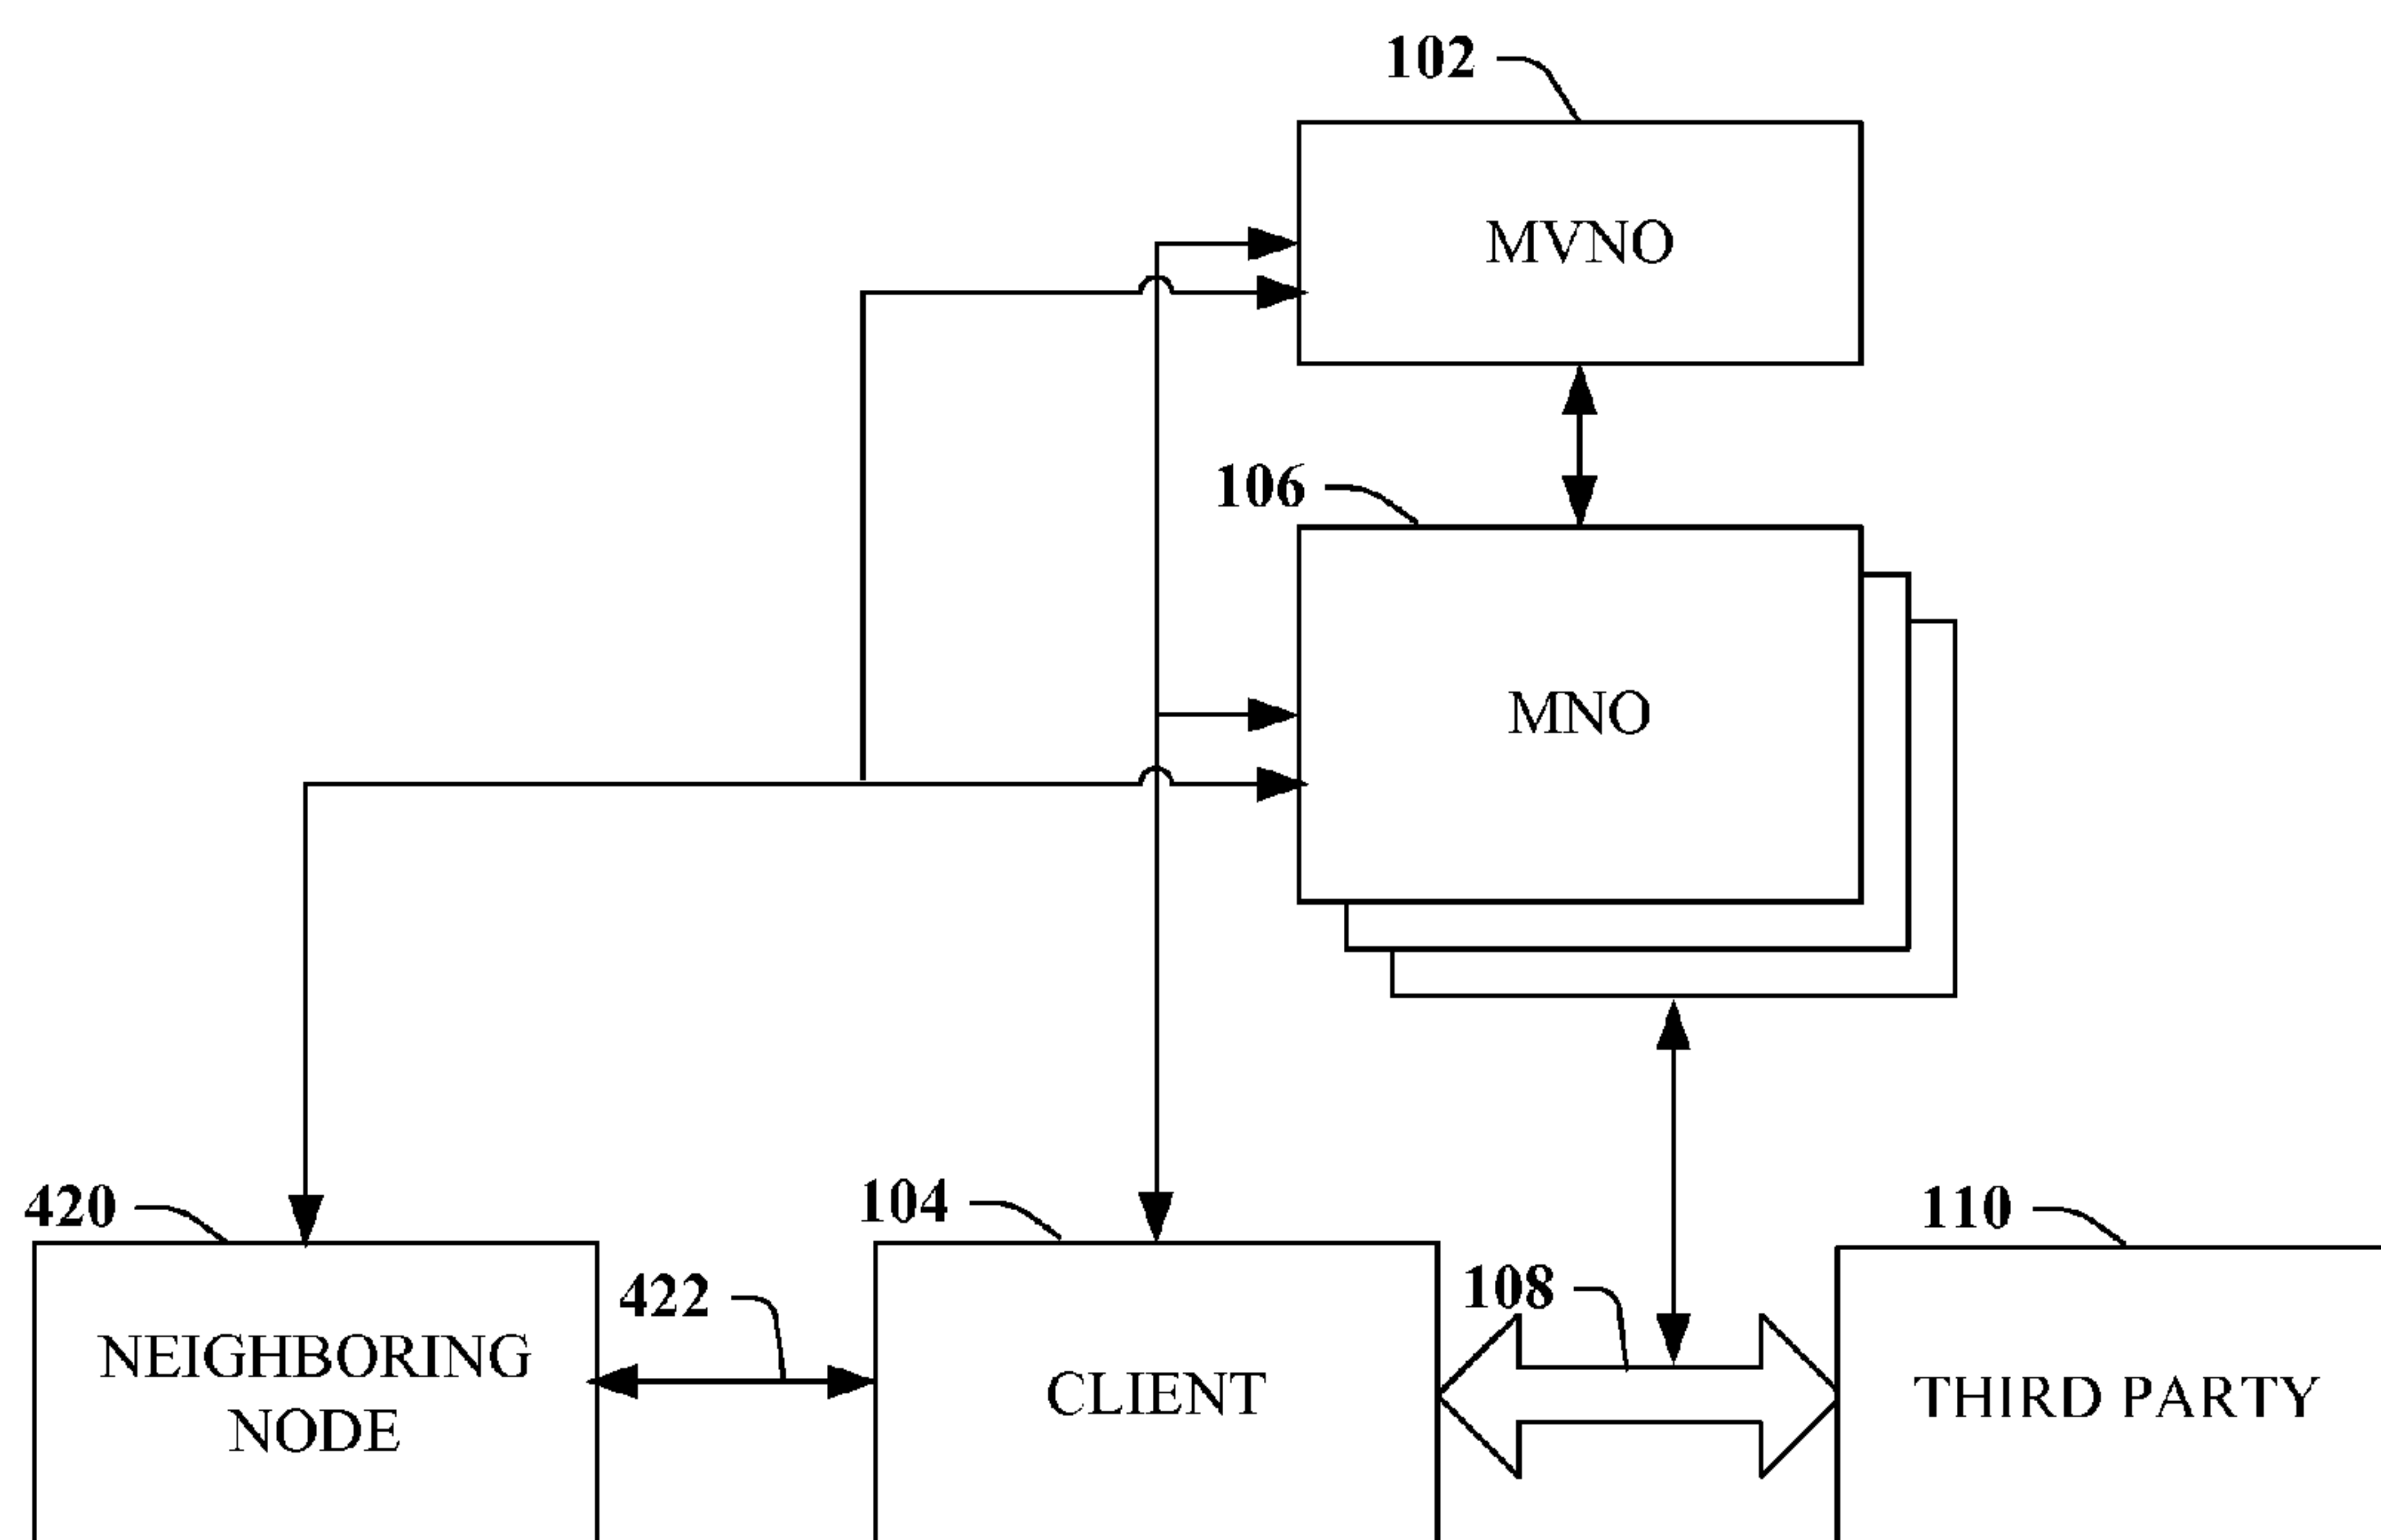 102
MVNO
106
MNO
420
104
110
422
108
NEIGHBORING
NODE
CLIENT
THIRD PARTY